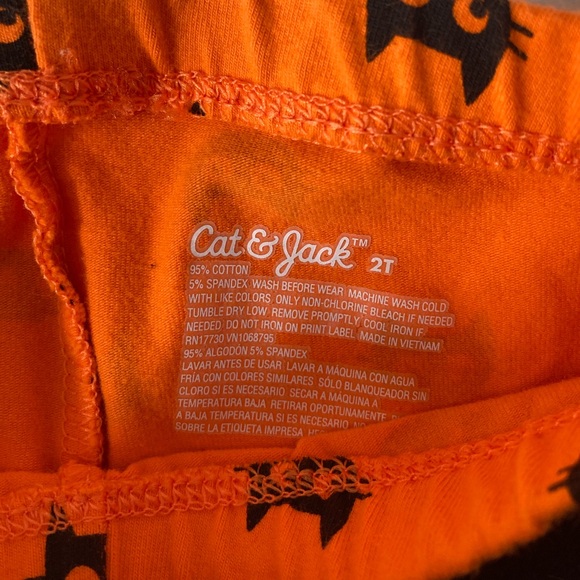 Cat & Jack™ 2T
95% COTTON
5% SPANDEX WASH BEFORE WEAR MACHINE WASH COLD
WITH LIKE COLORS ONLY NON-CHLORINE BLEACH IF NEEDED
TUMBLE DRY LOW REMOVE PROMPTLY COOL IRON IF
NEEDED DO NOT IRON ON PRINT LABEL MADE IN VIETNAM
RN17730 VN1068795
95% ALGODÓN 5% SPANDEX
LAVAR ANTES DE USAR LAVAR A MÁQUINA CON AGUA
FRÍA CON COLORES SIMILARES SÓLO BLANQUEADOR SIN
CLORO SI ES NECESARIO SECAR A MÁQUINA A
TEMPERATURA BAJA RETIRAR OPORTUNAMENTE
A BAJA TEMPERATURA SI ES NECESARIO
SOBRE LA ETIQUETA IMPRESA